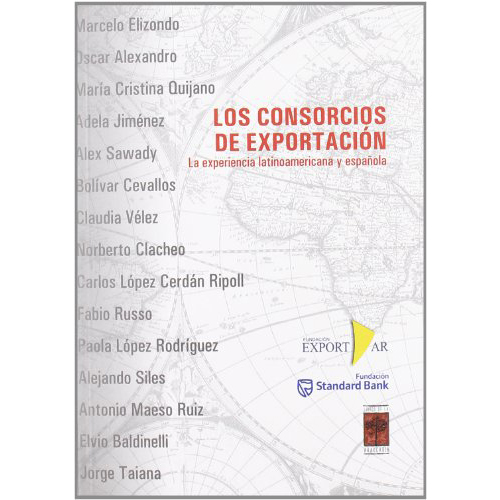 Marcelo Elizondo
Oscar Alexandro
María Cristina Quijano
Adela Jiménez
Alex Sawady
Bolívar Cevallos
Claudia Vélez
Norberto Clacheo
Carlos López Cerdán Ripoll
Fabio Russo
Paola López Rodríguez
Alejando Siles
Antonio Maeso Ruiz
Elvio Baldinelli
Jorge Taiana
LOS CONSORCIOS
DE EXPORTACIÓN
La experiencia latinoamericana y española
FUNDACIÓN
EXPORT AR
Fundación
Standard Bank